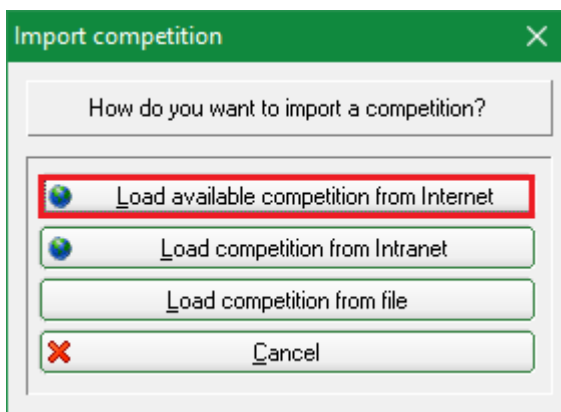 Import competition
How do you want to import a competition?
Load available competition from Internet
Load competition from Intranet
Load competition from file
Cancel